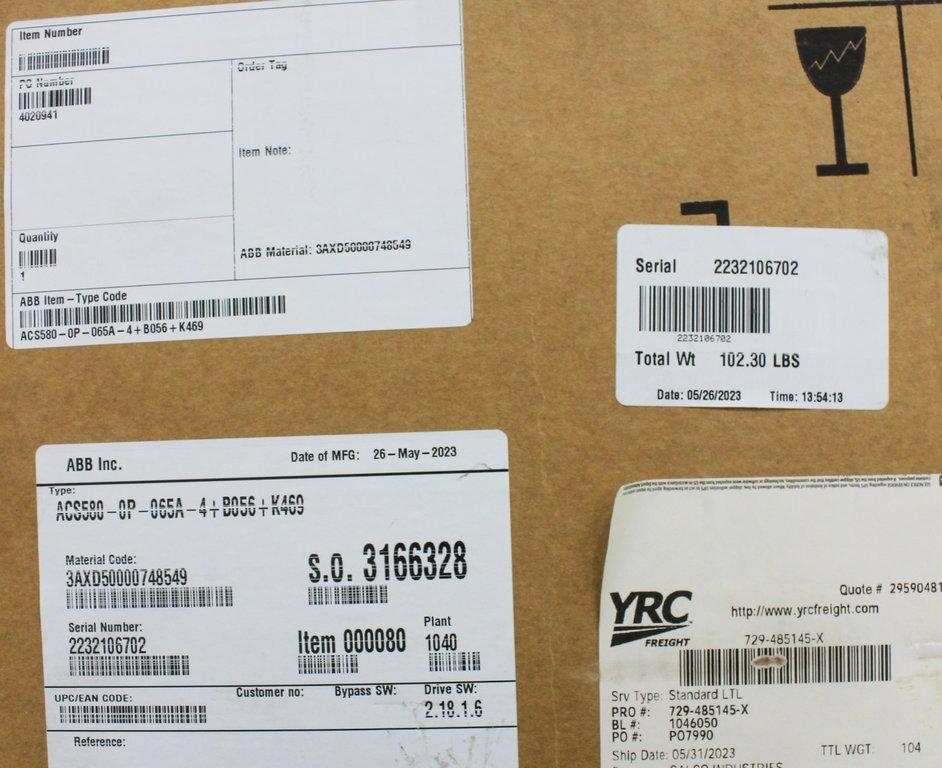 Item Number
PO Number
4020941
Order Tag
Item Note:
Quantity
1
ABB Material: 3AXD50000748549
ABB Item-Type Code
ACS580-0P-065A-4+B056+K469
Serial 2232106702
2232106702
Total Wt 102.30 LBS
Date: 05/26/2023 Time: 13:54:13
ABB Inc. Date of MFG: 26-May-2023
Type:
ACS580-0P-065A-4+B056+K469
Material Code:
3AXD50000748549
S.O. 3166328
Serial Number:
2232106702
Item 000080
Plant
1040
UPC/EAN CODE:
Customer no: Bypass SW: Drive SW:
2.18.1.6
Reference:
YRC
FREIGHT
Quote # 29590481
http://www.yrcfreight.com
729-485145-X
Srv Type: Standard LTL
PRO #: 729-485145-X
BL #: 1046050
PO #: PO7990
Ship Date: 05/31/2023 TTL WGT: 104